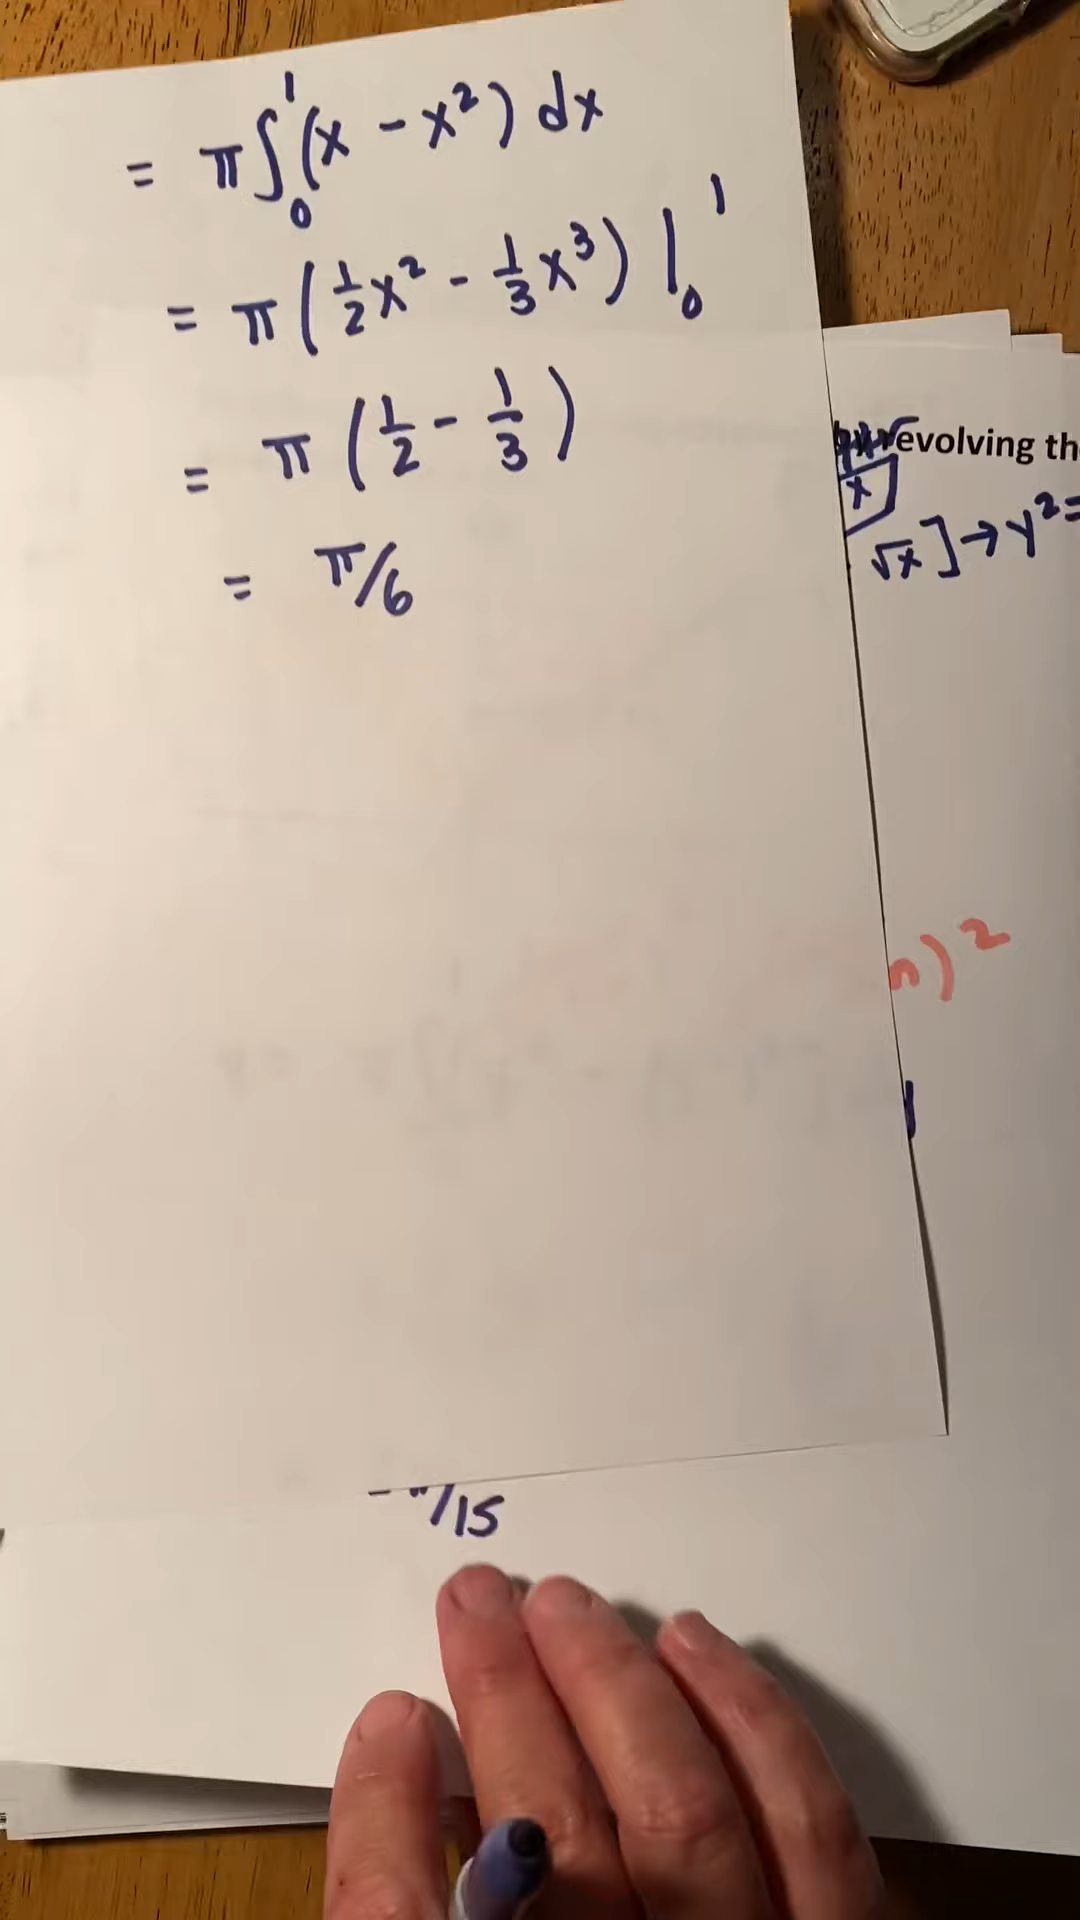 = π∫₀¹(x - x²) dx
= π(½x² - ⅓x³)|₀¹
= π(½ - ⅓)
= π/6
revolving th
x
√x ] → y² =
n)²
/15